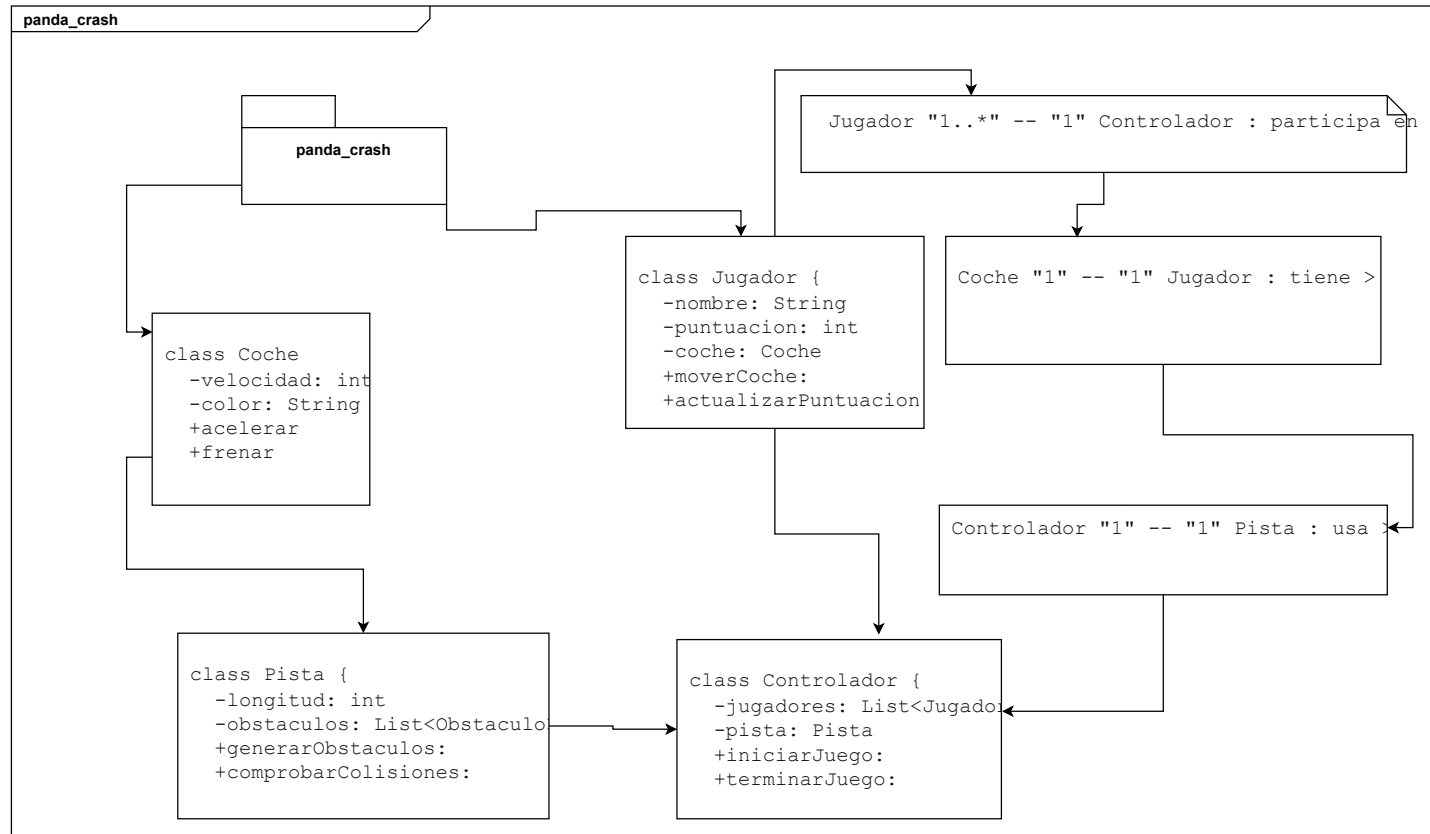 panda_crash
panda_crash
Jugador "1..*" -- "1" Controlador : participa en
class Jugador {
-nombre: String
-puntuacion: int
-coche: Coche
+moverCoche:
+actualizarPuntuacion
Coche "1" -- "1" Jugador : tiene >
class Coche
-velocidad: int
-color: String
+acelerar
+frenar
Controlador "1" -- "1" Pista : usa >
class Pista {
-longitud: int
-obstaculos: List<Obstaculo
+generarObstaculos:
+comprobarColisiones:
class Controlador {
-jugadores: List<Jugador
-pista: Pista
+iniciarJuego:
+terminarJuego: